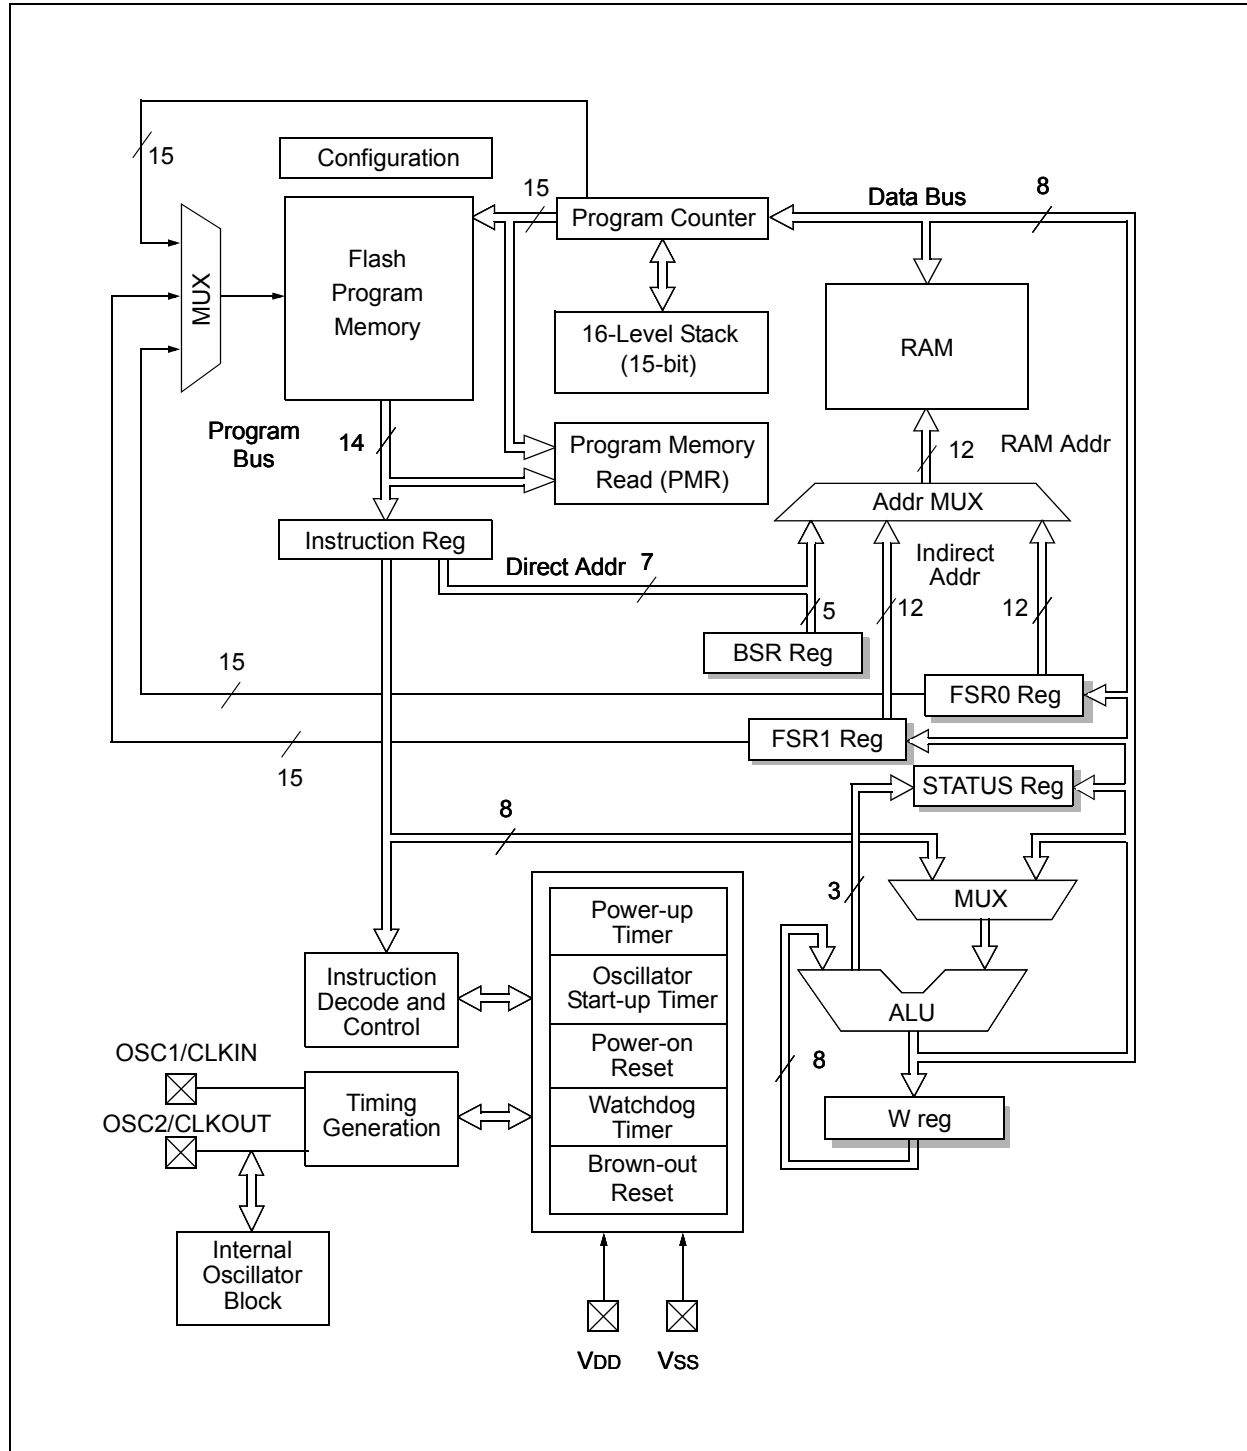 15
Configuration
15
Program Counter
Data Bus
8
MUX
Flash
Program
Memory
16-Level Stack
(15-bit)
RAM
Program
Bus
14
Program Memory
Read (PMR)
12
RAM Addr
Addr MUX
Instruction Reg
Direct Addr
7
Indirect
Addr
5
12
12
BSR Reg
15
FSR0 Reg
FSR1 Reg
15
STATUS Reg
8
3
MUX
Power-up
Timer
Instruction
Decode and
Control
Oscillator
Start-up Timer
ALU
OSC1/CLKIN
Power-on
Reset
8
OSC2/CLKOUT
Timing
Generation
Watchdog
Timer
W reg
Brown-out
Reset
Internal
Oscillator
Block
VDD
VSS